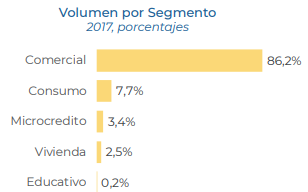 Volumen por Segmento
2017, porcentajes
Comercial 86,2%
Consumo 7,7%
Microcredito 3,4%
Vivienda 2,5%
Educativo 0,2%